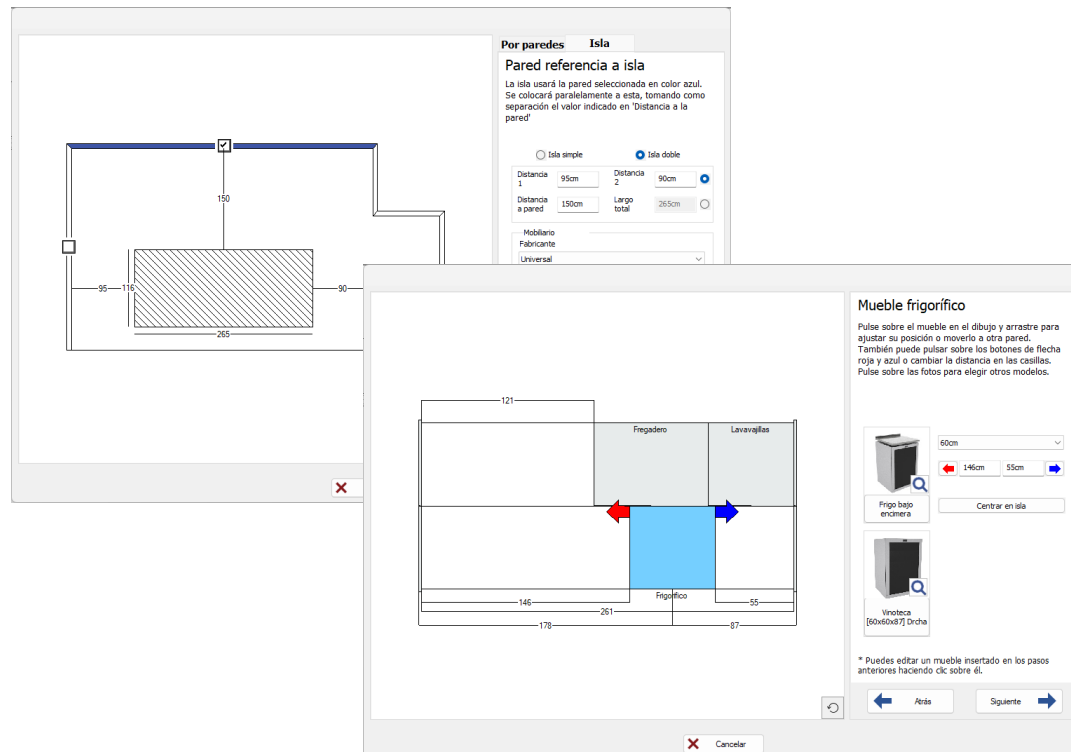 Por paredes
Isla
Pared referencia a isla
La isla usará la pared seleccionada en color azul.
Se colocará paralelamente a esta, tomando como
separación el valor indicado en 'Distancia a la
pared'
Isla simple
Isla doble
Distancia
1
95cm
Distancia
2
90cm
Distancia
a pared
150cm
Largo
total
265cm
Mobiliario
Fabricante
Universal
150
95
116
90
265
Mueble frigorífico
Pulse sobre el mueble en el dibujo y arrastre para
ajustar su posición o moverlo a otra pared.
También puede pulsar sobre los botones de flecha
roja y azul o cambiar la distancia en las casillas.
Pulse sobre las fotos para elegir otros modelos.
121
Fregadero
Lavavajillas
Frigorífico
146
55
261
178
87
60cm
146cm
55cm
Centrar en isla
Frigo bajo
encimera
Vinoteca
[60x60x87] Drcha
* Puedes editar un mueble insertado en los pasos
anteriores haciendo clic sobre él.
Atrás
Siguiente
Cancelar